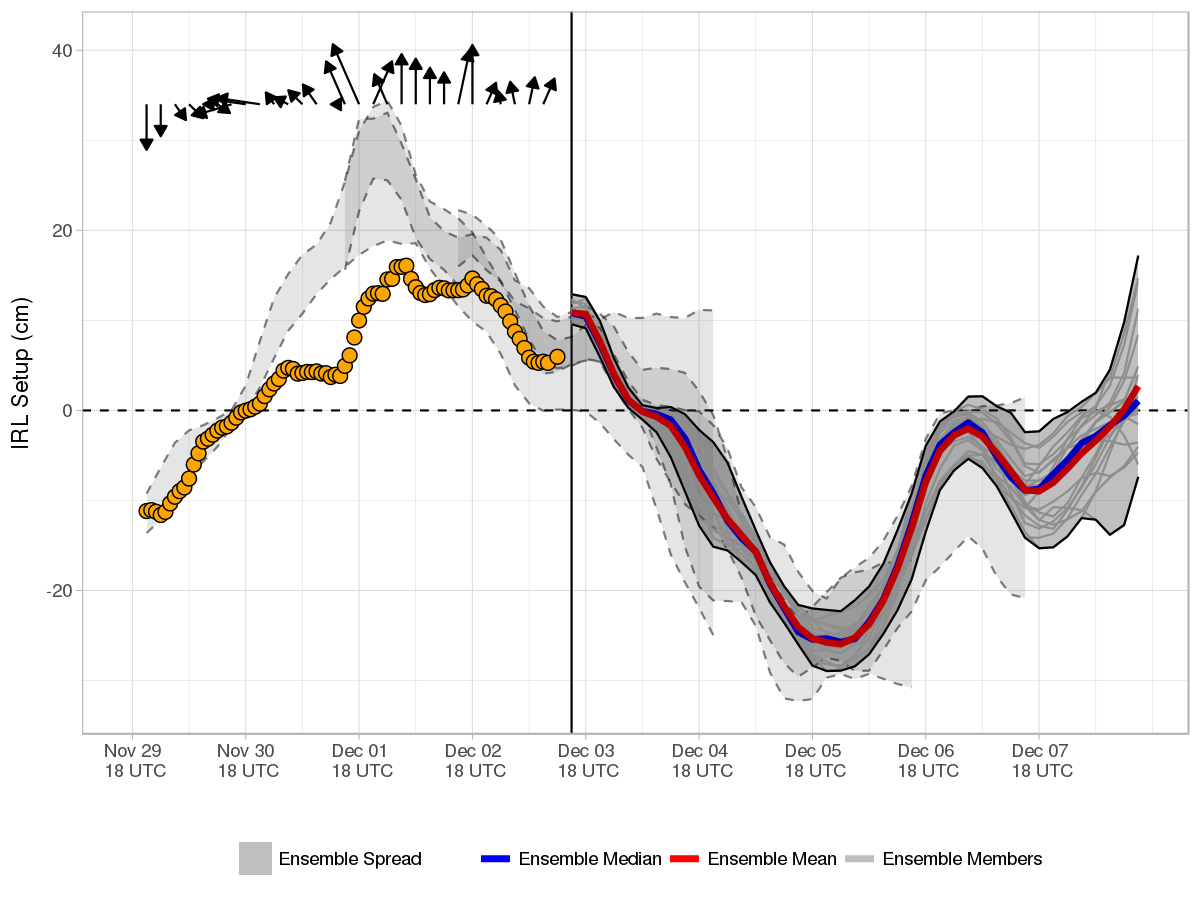 IRL Setup (cm)
40
20
0
-20
Nov 29 Nov 30 Dec 01 Dec 02 Dec 03 Dec 04 Dec 05 Dec 06 Dec 07
18 UTC 18 UTC 18 UTC 18 UTC 18 UTC 18 UTC 18 UTC 18 UTC 18 UTC
Ensemble Spread Ensemble Median Ensemble Mean Ensemble Members